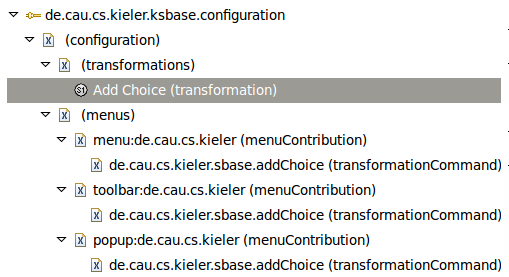 de.cau.cs.kieler.ksbase.configuration
(configuration)
(transformations)
Add Choice (transformation)
(menus)
menu:de.cau.cs.kieler (menuContribution)
de.cau.cs.kieler.sbase.addChoice (transformationCommand)
toolbar:de.cau.cs.kieler (menuContribution)
de.cau.cs.kieler.sbase.addChoice (transformationCommand)
popup:de.cau.cs.kieler (menuContribution)
de.cau.cs.kieler.sbase.addChoice (transformationCommand)